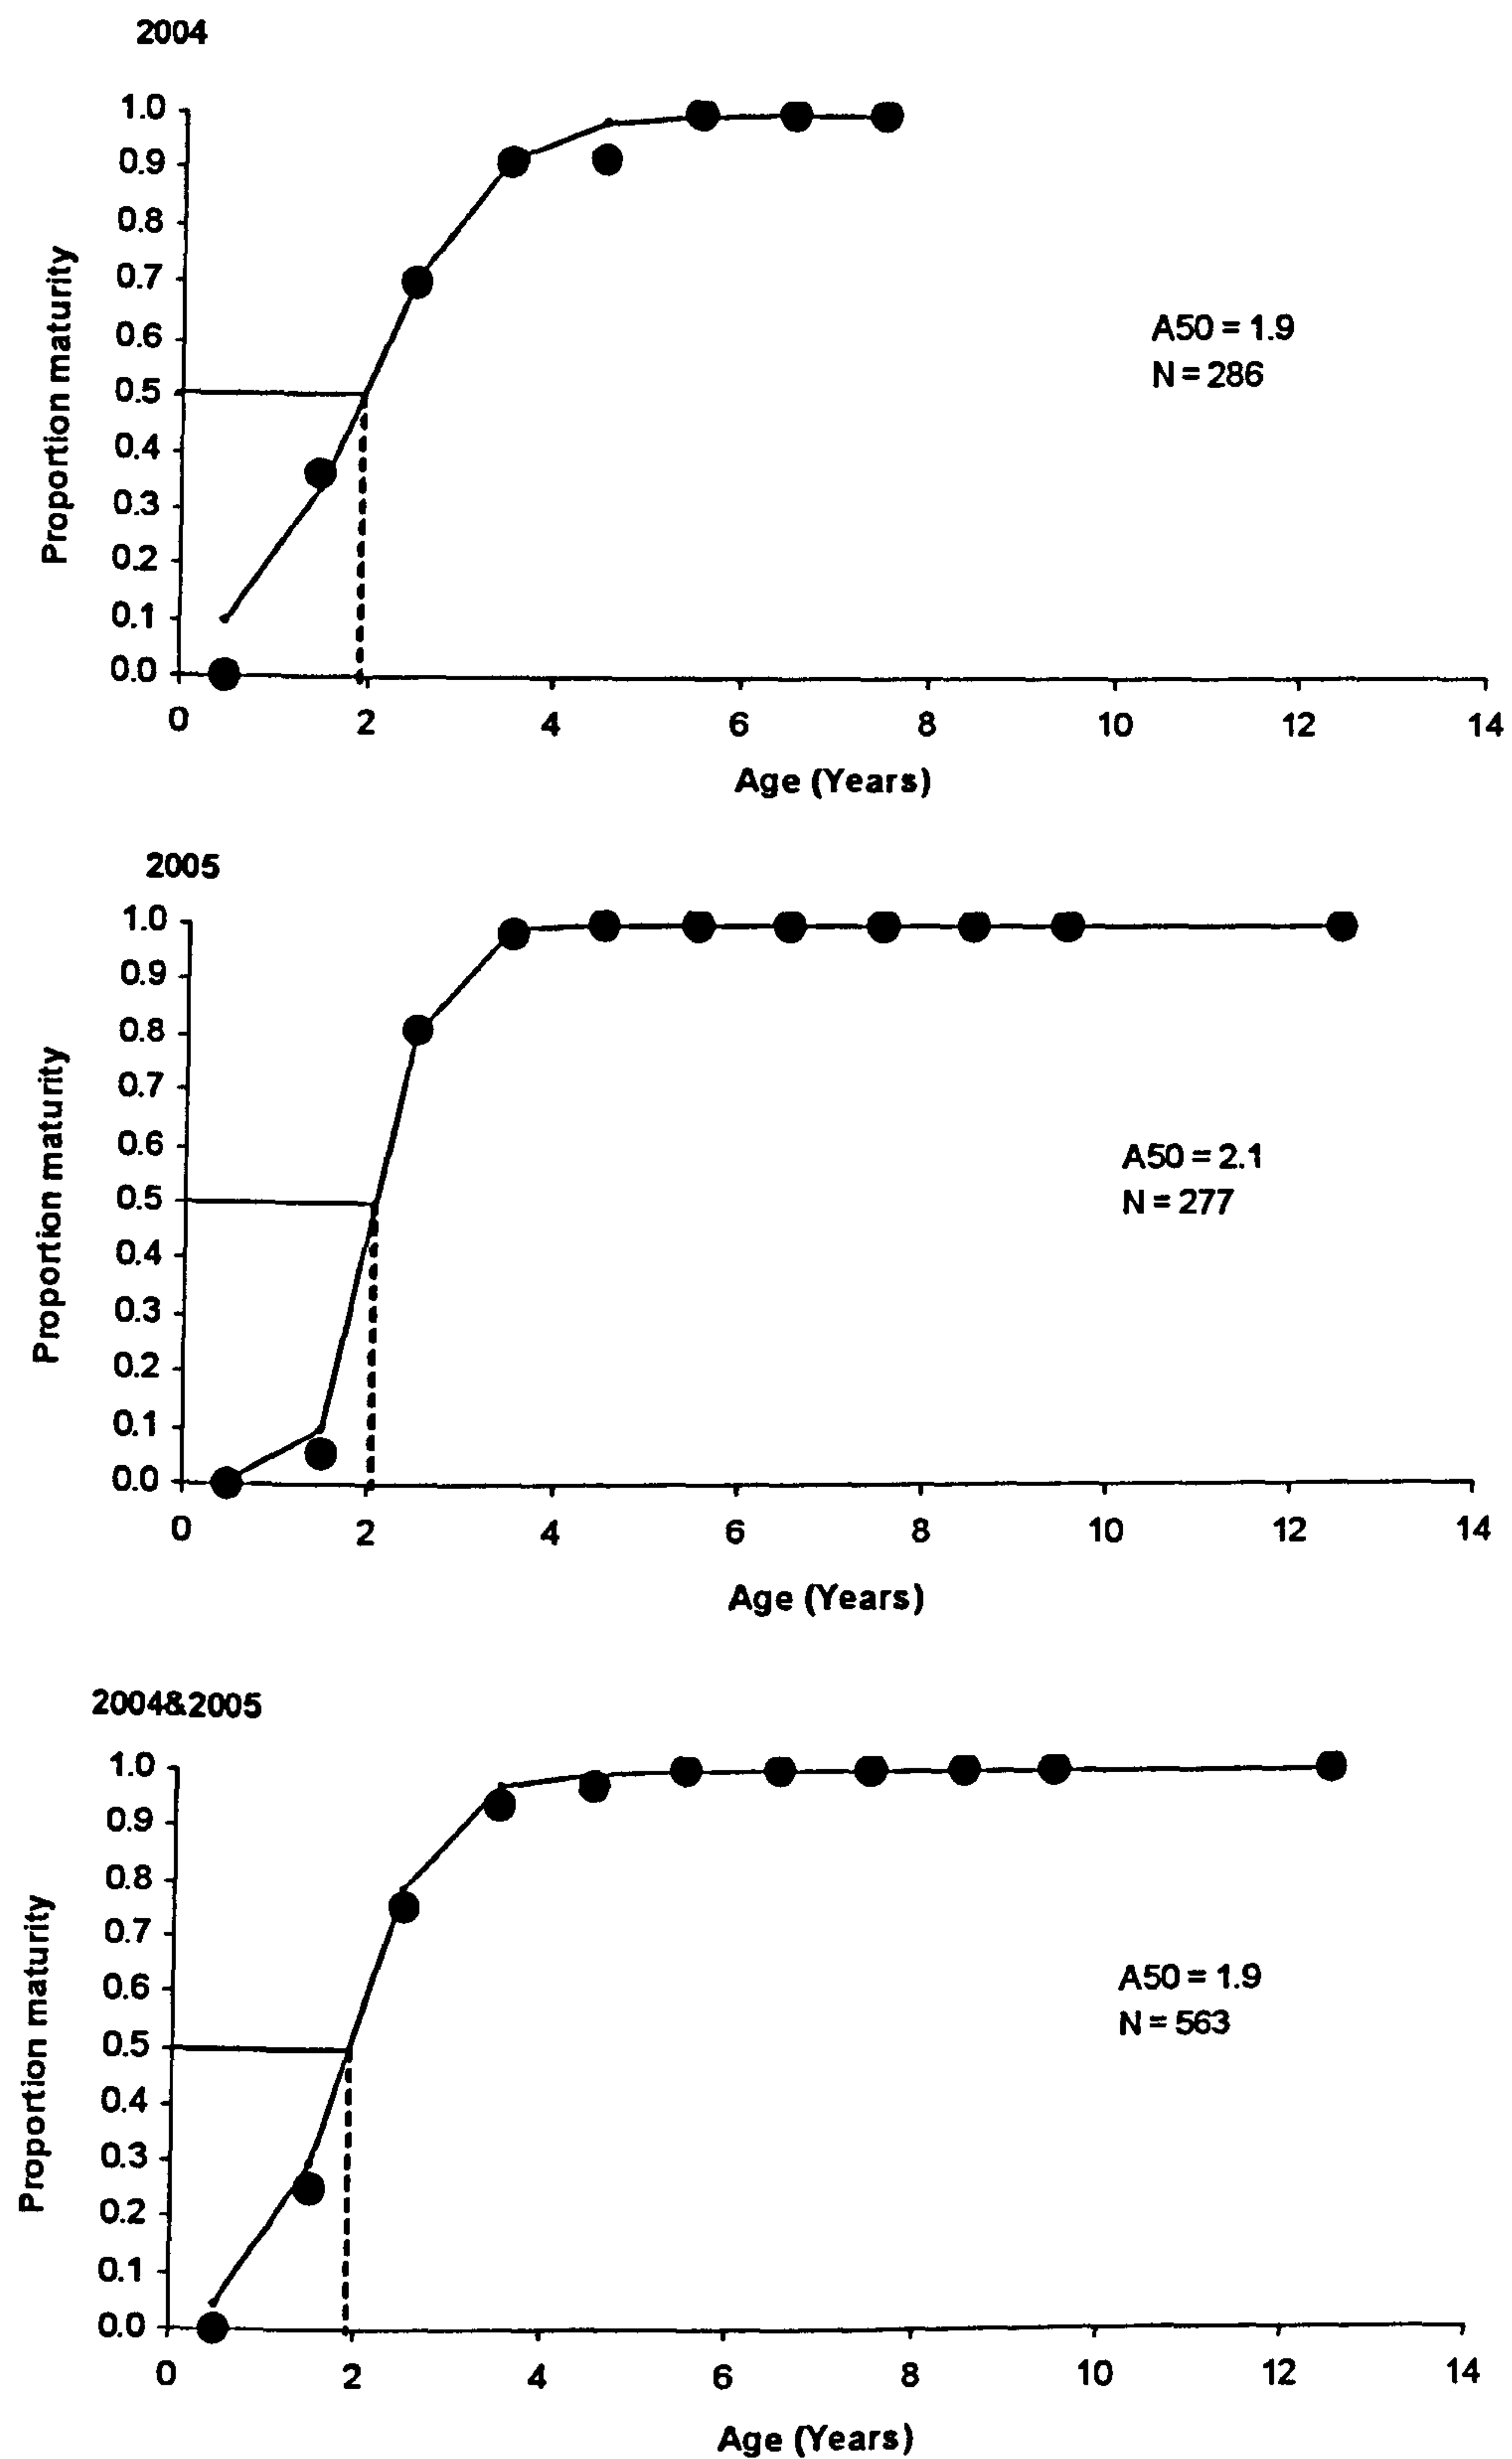 2004
1.0
0.9
0.8
0.7
0.6
0.5
0.4
0.3
0.2
0.1
0.0
Proportion maturity
A50 = 1.9
N = 286
0 2 4 6 8 10 12 14
Age (Years)
2005
1.0
0.9
0.8
0.7
0.6
0.5
0.4
0.3
0.2
0.1
0.0
Proportion maturity
A50 = 2.1
N = 277
0 2 4 6 8 10 12 14
Age (Years)
2004&2005
1.0
0.9
0.8
0.7
0.6
0.5
0.4
0.3
0.2
0.1
0.0
Proportion maturity
A50 = 1.9
N = 563
0 2 4 6 8 10 12 14
Age (Years)